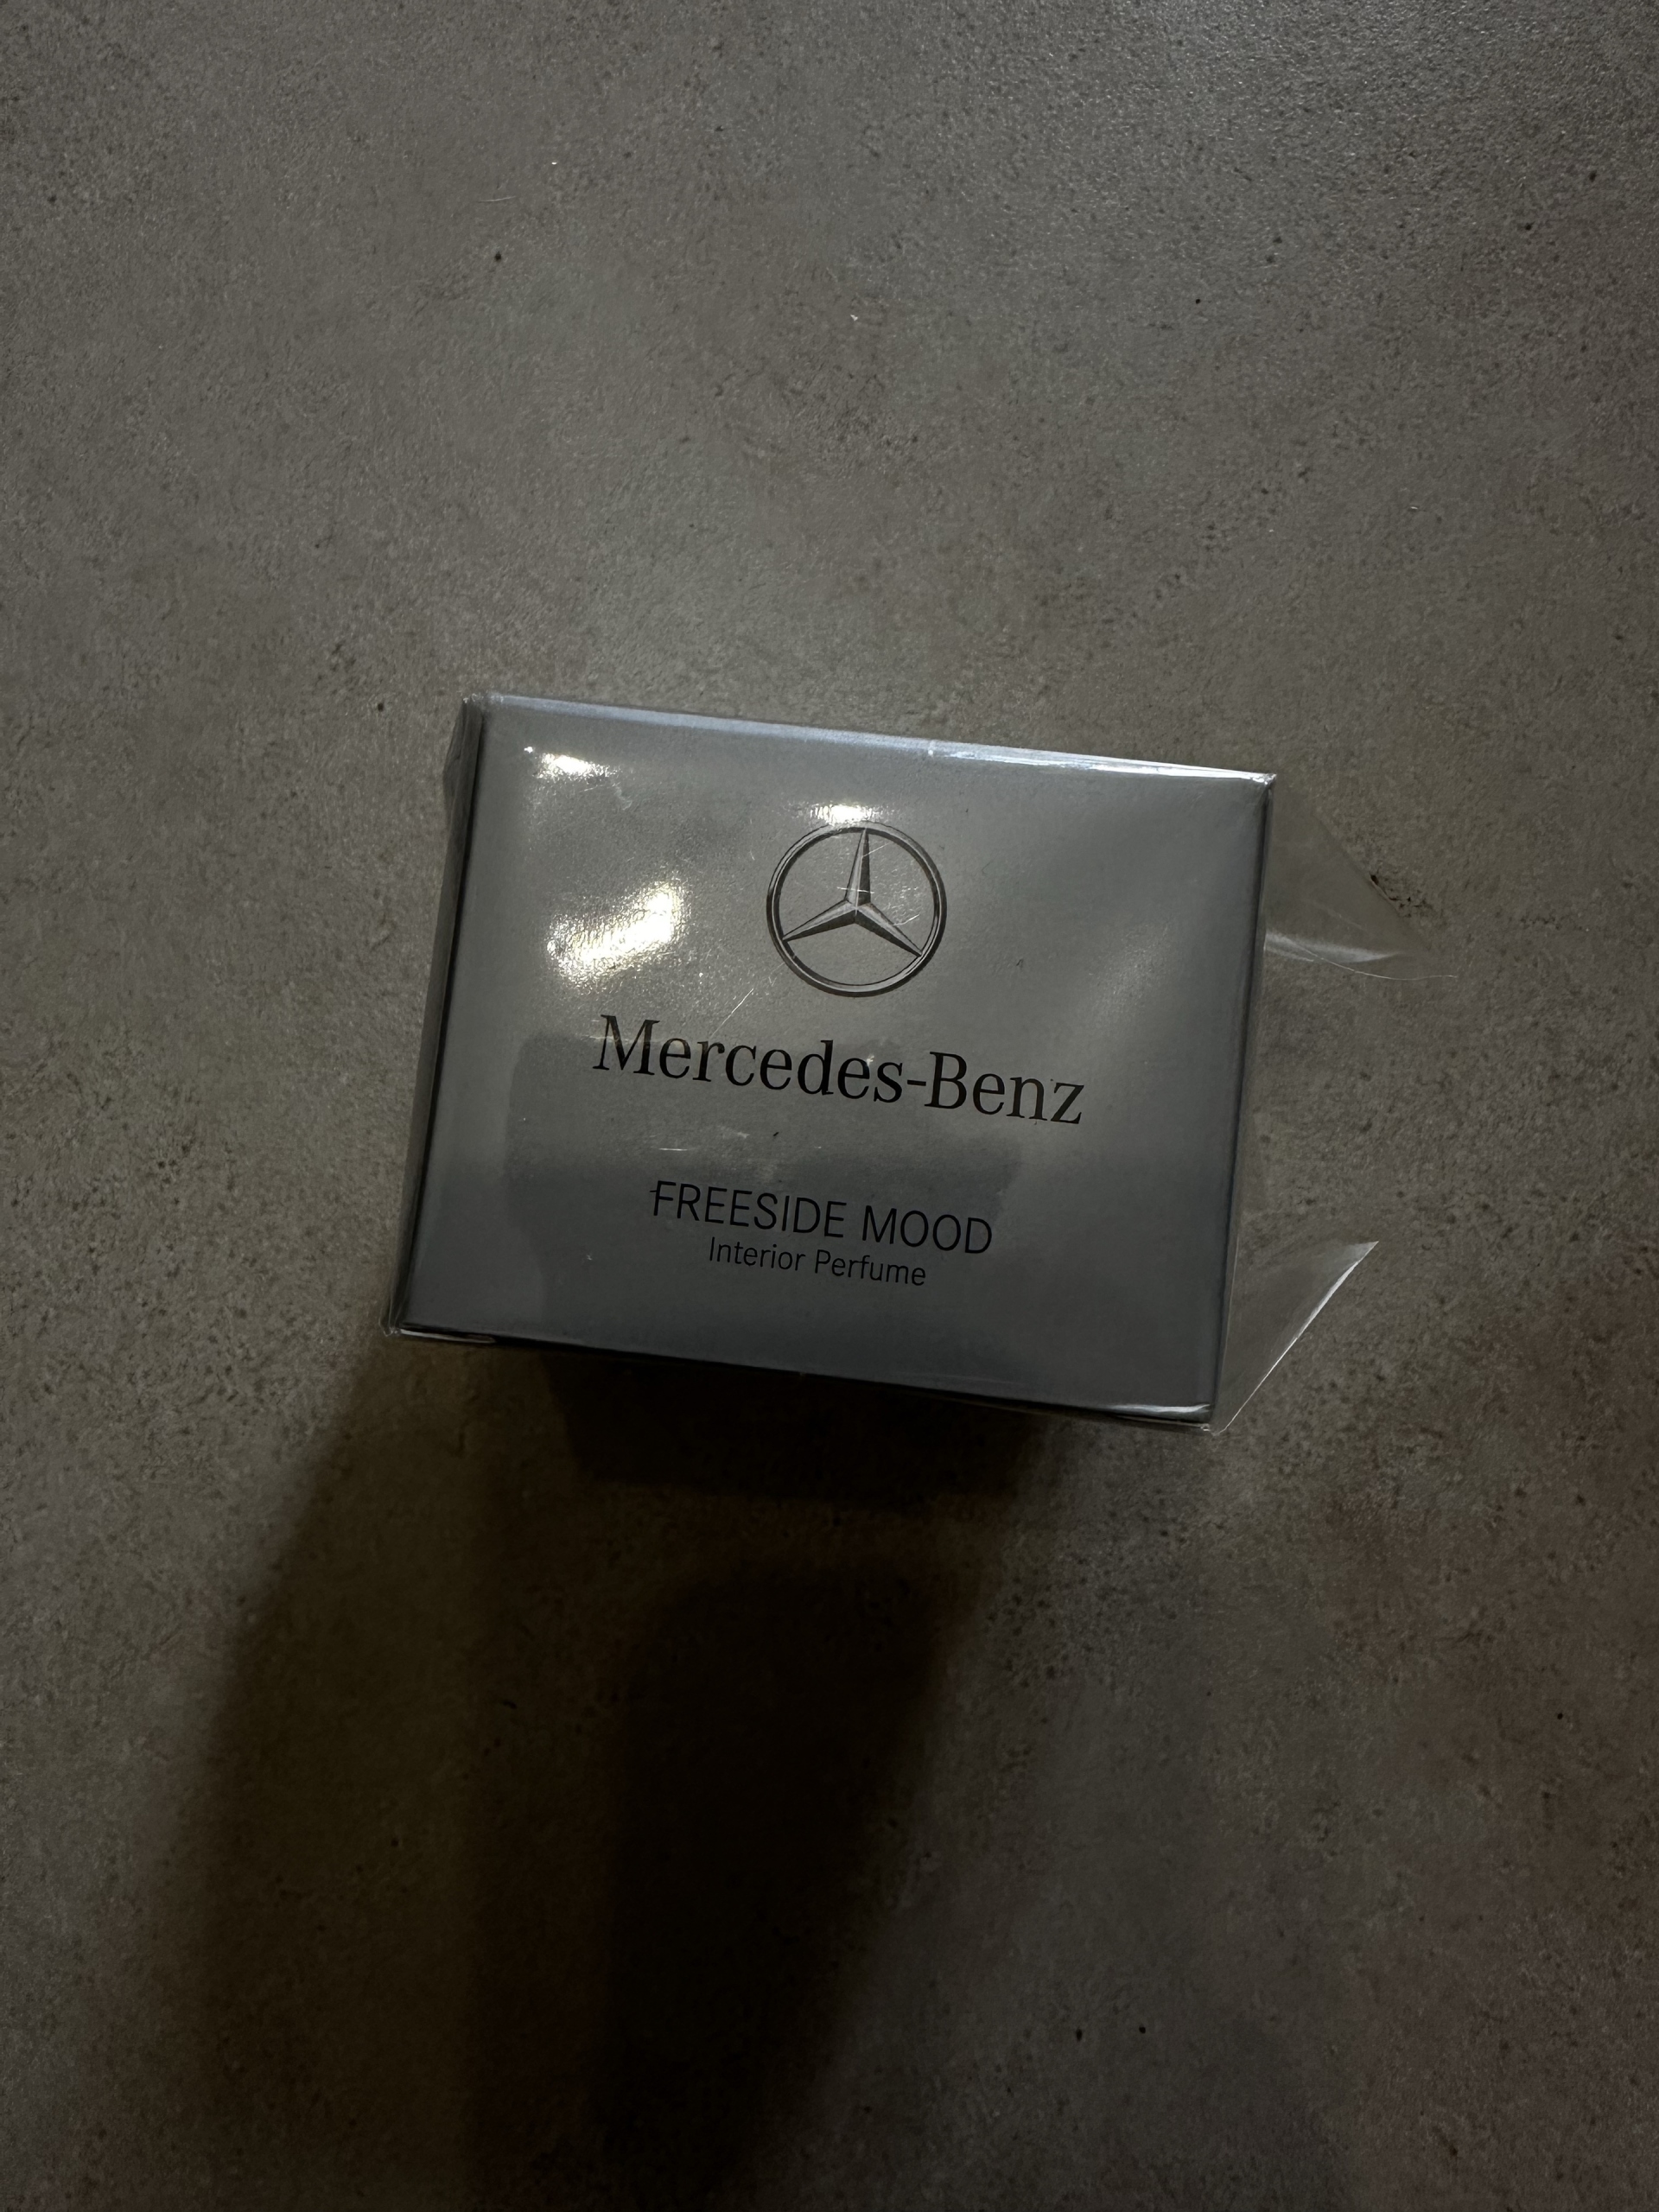 Mercedes-Benz
FREESIDE MOOD
Interior Perfume